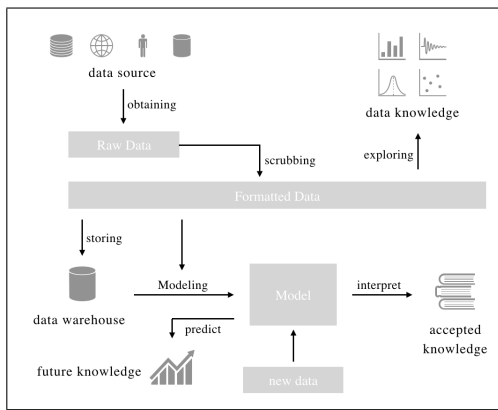 data source
obtaining
data knowledge
Raw Data
scrubbing
exploring
Formatted Data
storing
Modeling
Model
interpret
data warehouse
predict
accepted
knowledge
future knowledge
new data